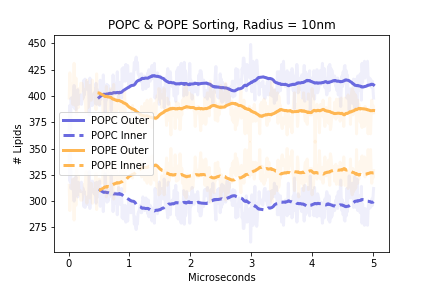 POPC & POPE Sorting, Radius = 10nm
450
425
400
375
350
325
300
275
# Lipids
POPC Outer
POPC Inner
POPE Outer
POPE Inner
0 1 2 3 4 5
Microseconds